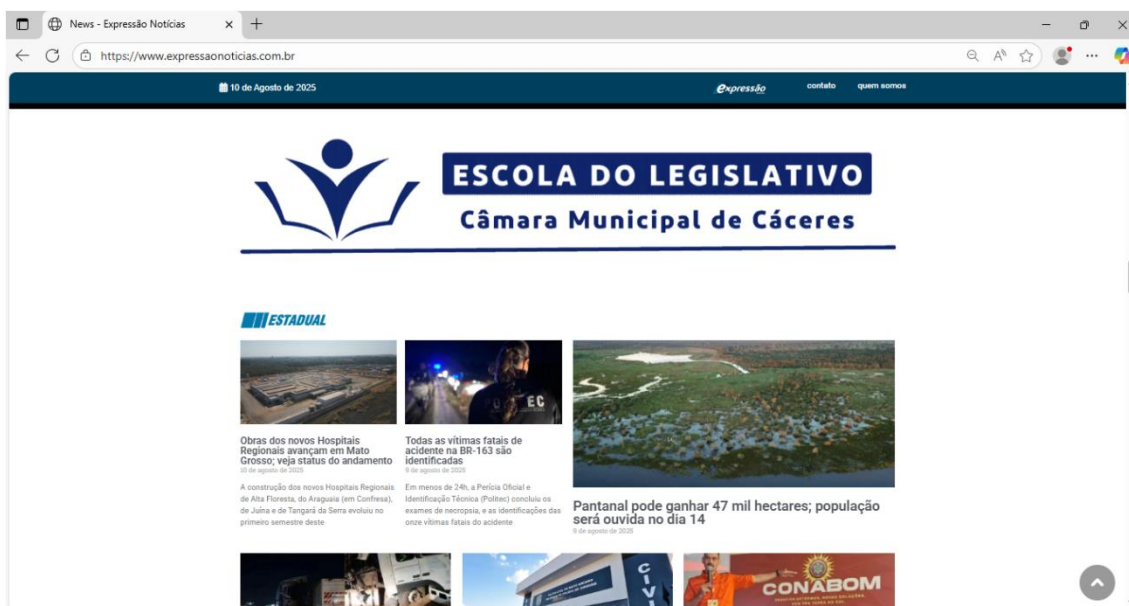 News - Expressão Notícias
https://www.expressaonoticias.com.br
10 de Agosto de 2025
expressão
contato
quem somos
ESCOLA DO LEGISLATIVO
Câmara Municipal de Cáceres
ESTADUAL
Obras dos novos Hospitais
Regionais avançam em Mato
Grosso; veja status do andamento
10 de agosto de 2025
A construção dos novos Hospitais Regionais
de Alta Floresta, do Araguaia (em Confresa),
de Juína e de Tangará da Serra evoluiu no
primeiro semestre deste
Todas as vítimas fatais de
acidente na BR-163 são
identificadas
9 de agosto de 2025
Em menos de 24h, a Perícia Oficial e
Identificação Técnica (Politec) concluiu os
exames de necropsia, e as identificações das
onze vítimas fatais do acidente
Pantanal pode ganhar 47 mil hectares; população
será ouvida no dia 14
9 de agosto de 2025
CIV
CONABOM